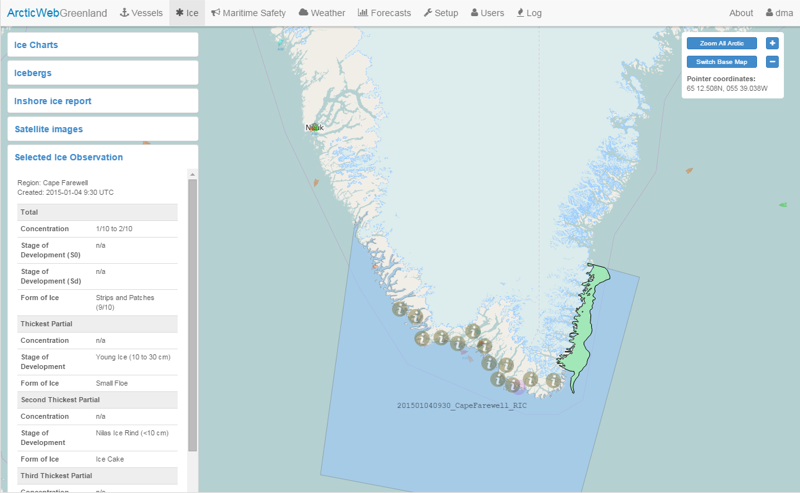 ArcticWebGreenland Vessels Ice Maritime Safety Weather Forecasts Setup Users Log About dma
Ice Charts
Icebergs
Inshore ice report
Satellite images
Selected Ice Observation
Region: Cape Farewell
Created: 2015-01-04 9:30 UTC
Total
Concentration 1/10 to 2/10
Stage of n/a
Development (S0)
Stage of n/a
Development (Sd)
Form of Ice Strips and Patches
(9/10)
Thickest Partial
Concentration n/a
Stage of Young Ice (10 to 30 cm)
Development
Form of Ice Small Floe
Second Thickest Partial
Concentration n/a
Stage of Nilas Ice Rind (<10 cm)
Development
Form of Ice Ice Cake
Third Thickest Partial
Concentration n/a
Nuuk
201501040930_CapeFarewell_RIC
Zoom All Arctic +
Switch Base Map −
Pointer coordinates:
65 12.508N, 055 39.038W